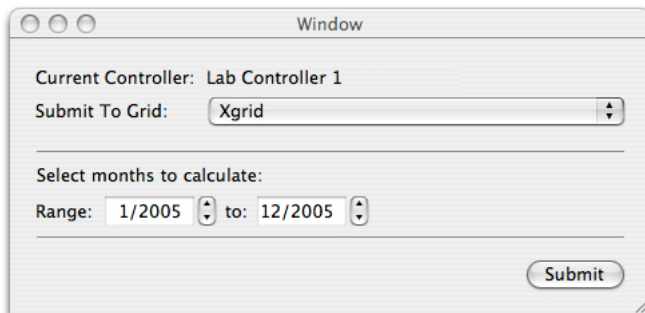 Window
Current Controller: Lab Controller 1
Submit To Grid: Xgrid
Select months to calculate:
Range: 1/2005 to: 12/2005
Submit